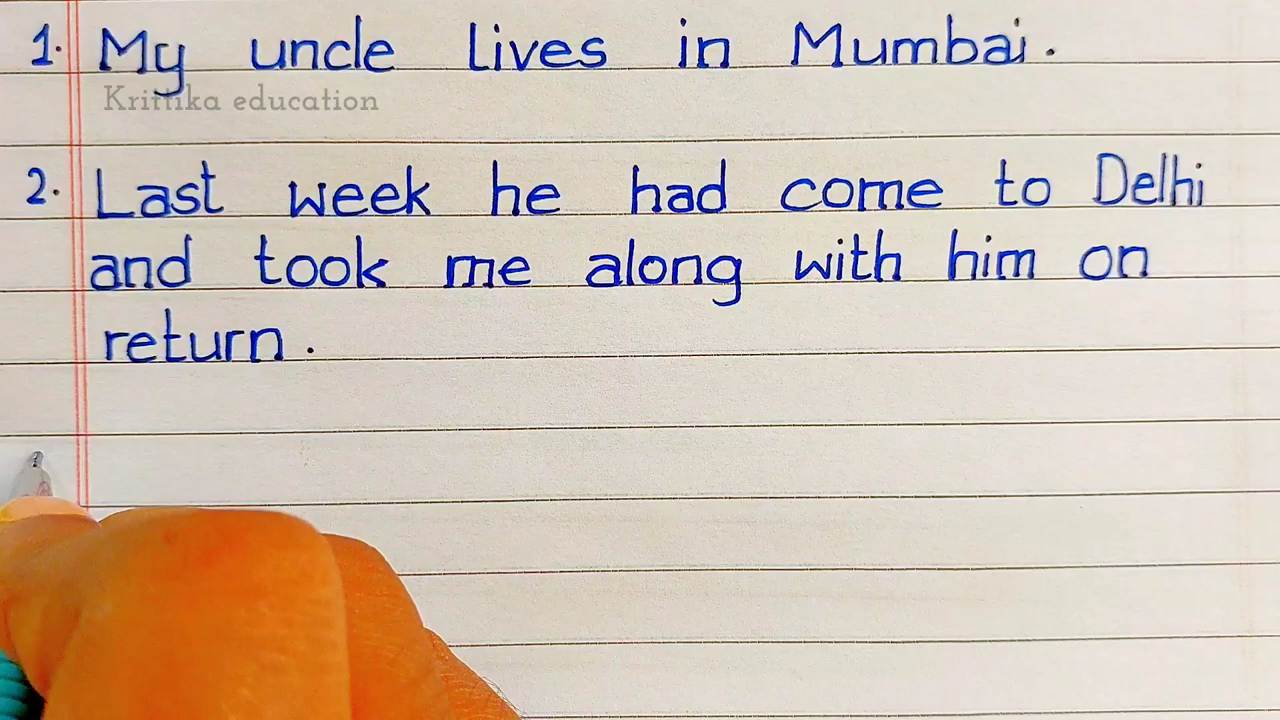 1. My uncle lives in Mumbai.
Krittika education
2. Last week he had come to Delhi
and took me along with him on
return.